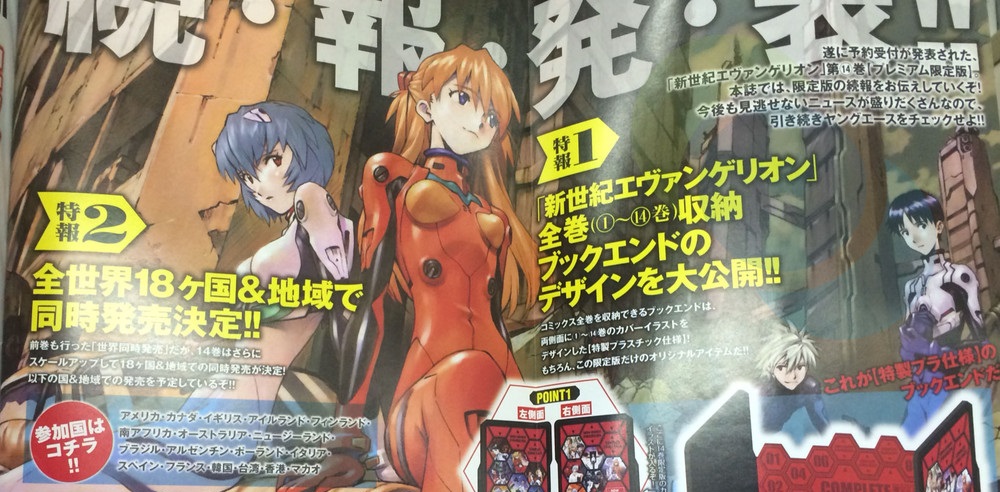 続・報・発・表!!
遂に予約受付が発表された、
「新世紀エヴァンゲリオン」第14巻【プレミアム限定版】―
本誌では、限定版の続報をお伝えしていくぞ!
今後も見逃せないニュースが盛りだくさんなので、
引き続きヤングエースをチェックせよ!!
特報1
「新世紀エヴァンゲリオン」
全巻(①〜⑭巻)収納
ブックエンドの
デザインを大公開!!
コミックス全巻を収納できるブックエンドは、
両側面に1〜14巻のカバーイラストを
デザインした【特製プラスチック仕様】
もちろん、この限定版だけのオリジナルアイテム
これが【特製プラ仕様】の
ブックエンドだ
特報2
全世界18ヶ国&地域で
同時発売決定!!
前巻も行った「世界同時発売」だが、14巻はさらに
スケールアップして18ヶ国&地域での同時発売が決定!
以下の国&地域での発売を予定しているぞ!!
参加国は
コチラ
!!
アメリカ・カナダ・イギリス・アイルランド・フィンランド・
南アフリカ・オーストラリア・ニュージーランド・
ブラジル・アルゼンチン・ポーランド・イタリア・
スペイン・フランス・韓国・台湾・香港・マカオ
POINT1
左側面 右側面
COMPLETE